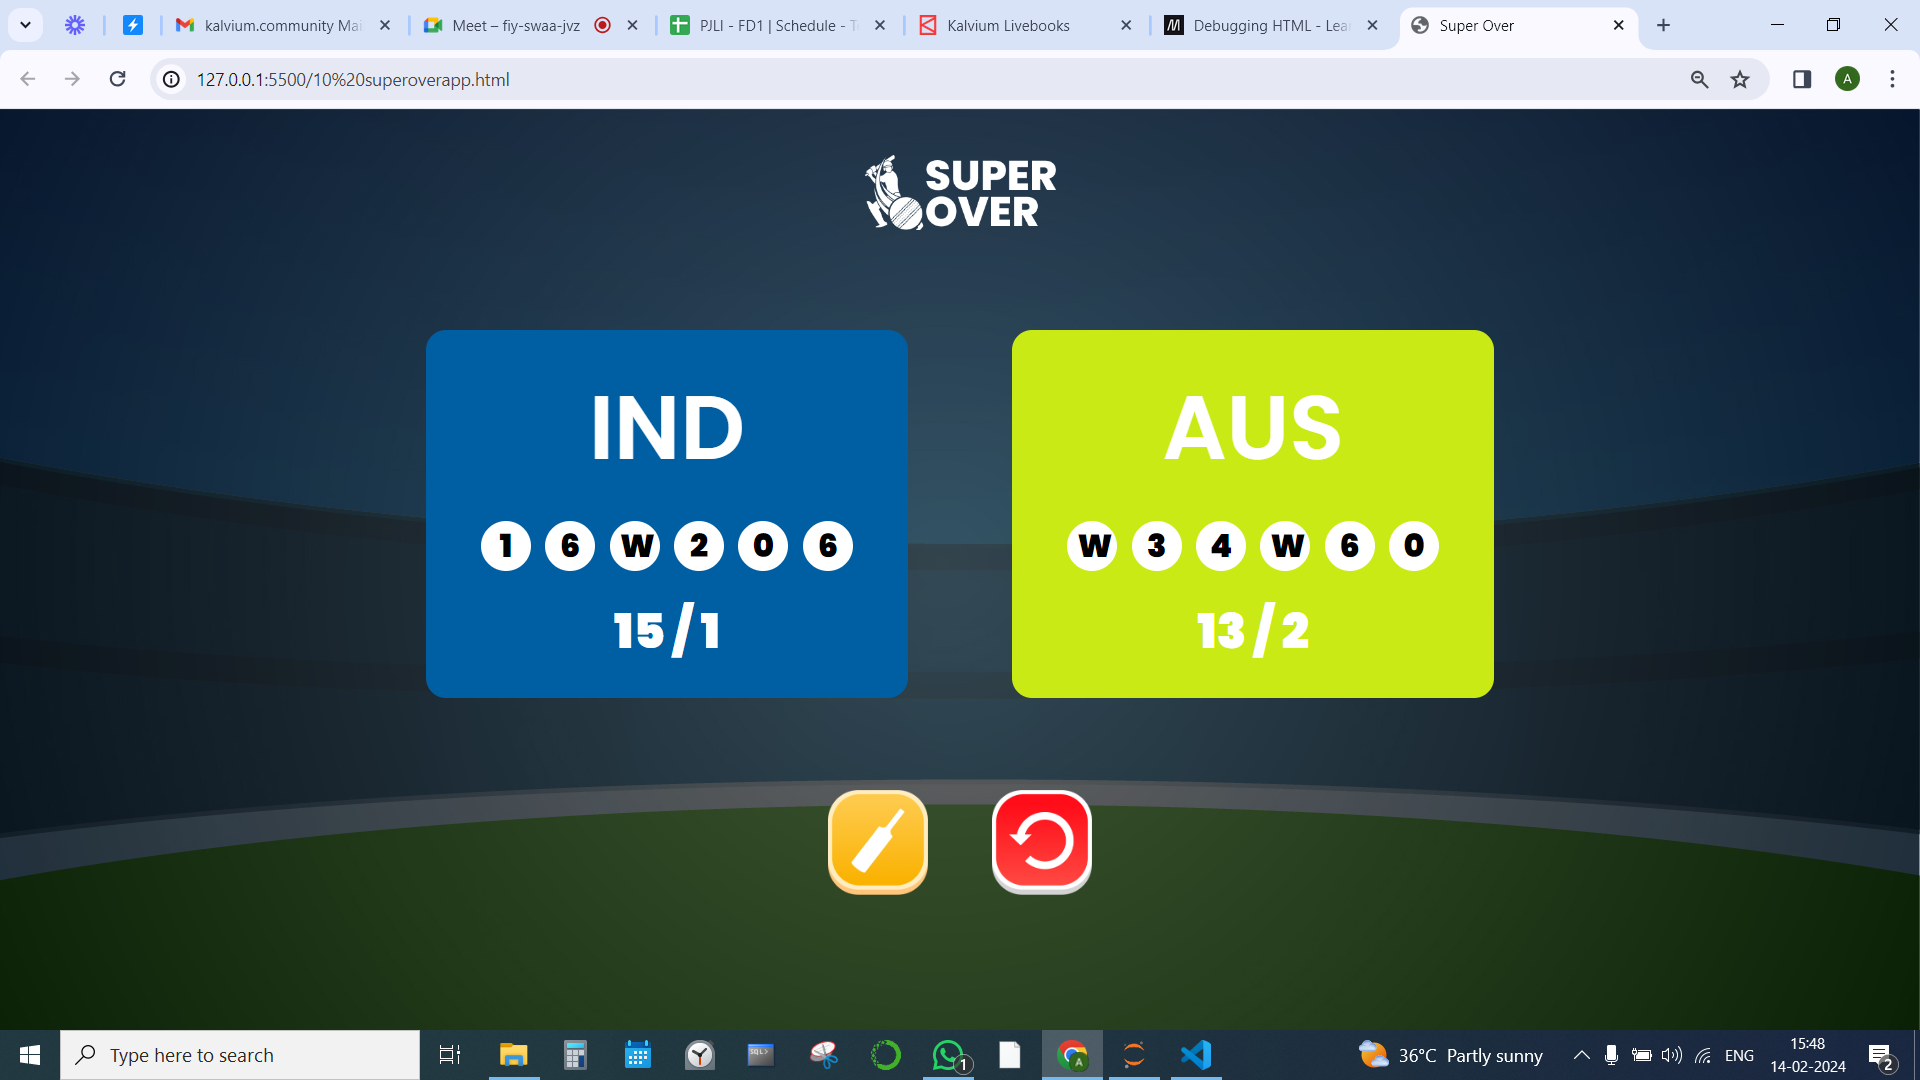 kalvium.community Mai
Meet – fiy-swaa-jvz
PJLI - FD1 | Schedule - T
Kalvium Livebooks
Debugging HTML - Lea
Super Over
127.0.0.1:5500/10%20superoverapp.html
A
SUPER
OVER
IND
1 6 W 2 0 6
15/1
AUS
W 3 4 W 6 0
13/2
Type here to search
SQL>
1
A
36°C Partly sunny
ENG
15:48
14-02-2024
2